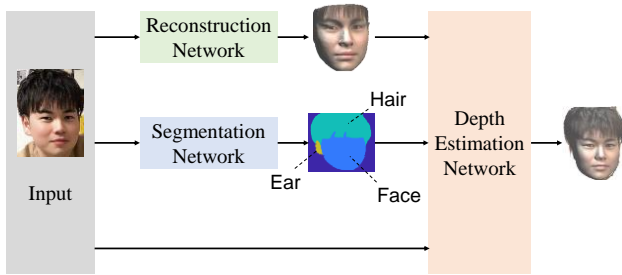 Reconstruction
Network
Input
Segmentation
Network
Hair
Ear
Face
Depth
Estimation
Network